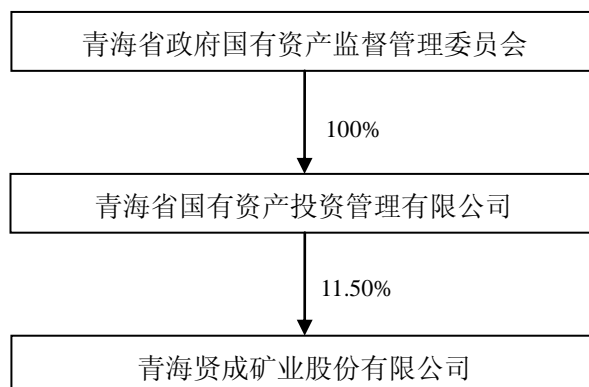 青海省政府国有资产监督管理委员会
100%
青海省国有资产投资管理有限公司
11.50%
青海贤成矿业股份有限公司